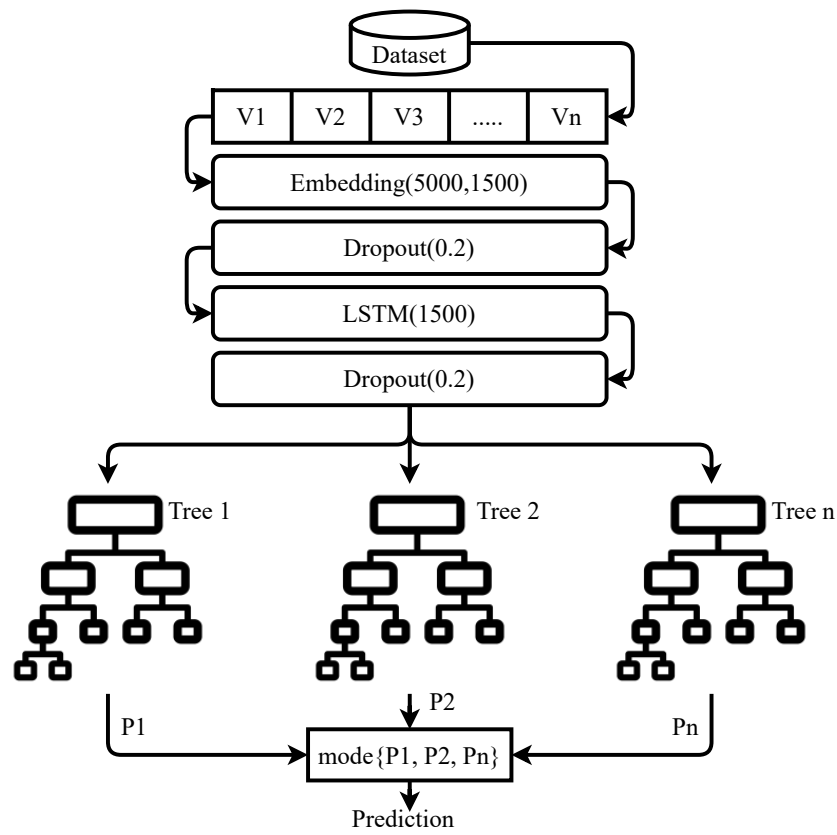 Dataset
V1 V2 V3 ..... Vn
Embedding(5000,1500)
Dropout(0.2)
LSTM(1500)
Dropout(0.2)
Tree 1 Tree 2 Tree n
P1 P2 Pn
mode{P1, P2, Pn}
Prediction